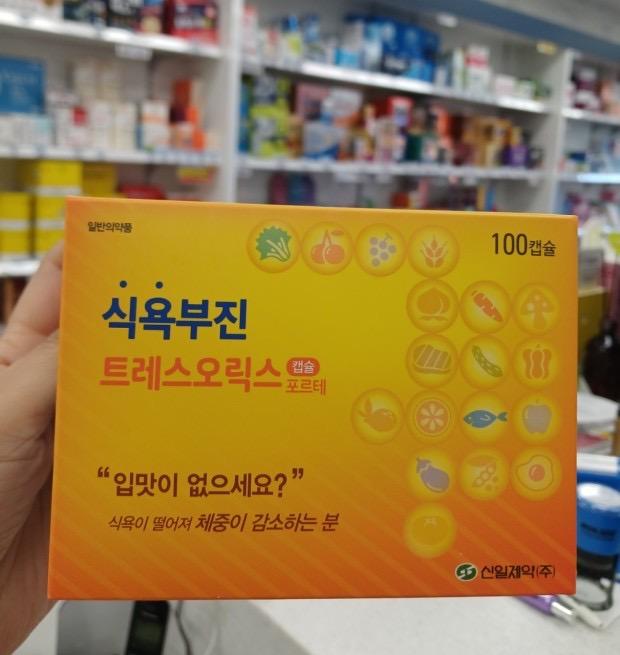 일반의약품
100캡슐
식욕부진
트레스오릭스 캡슐 포르테
“입맛이 없으세요?”
식욕이 떨어져 체중이 감소하는 분
신일제약(주)